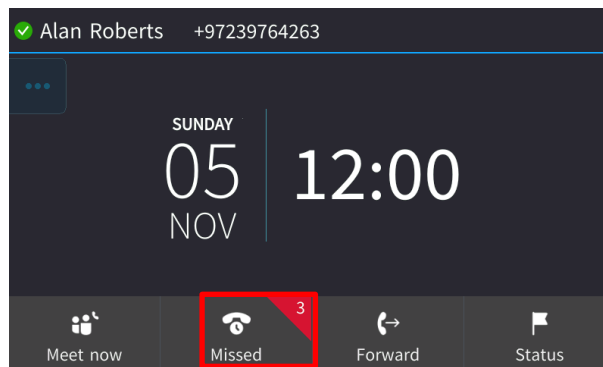 Alan Roberts +97239764263
SUNDAY
05
NOV
12:00
3
Meet now Missed Forward Status